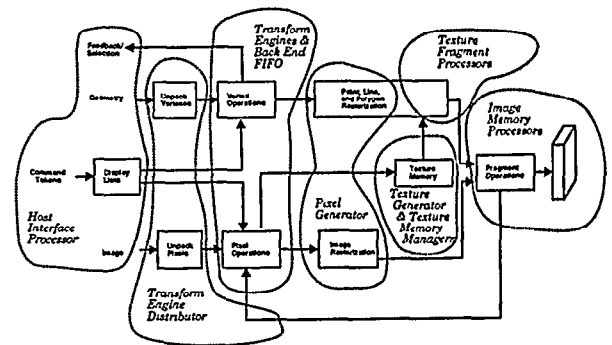 Transform
Engines &
Back End
FIFO
Texture
Fragment
Processors
Feedback/
Selection
Geometry
Unpack
Vertices
Vertex
Operations
Point, Line,
and Polygon
Rasterization
Image
Memory
Processors
Command
Tokens
Display
Lists
Texture
Memory
Fragment
Operations
Host
Interface
Processor
Pixel
Generator
Texture
Generator
& Texture
Memory
Managers
Image
Unpack
Pixels
Pixel
Operations
Image
Rasterization
Transform
Engine
Distributor